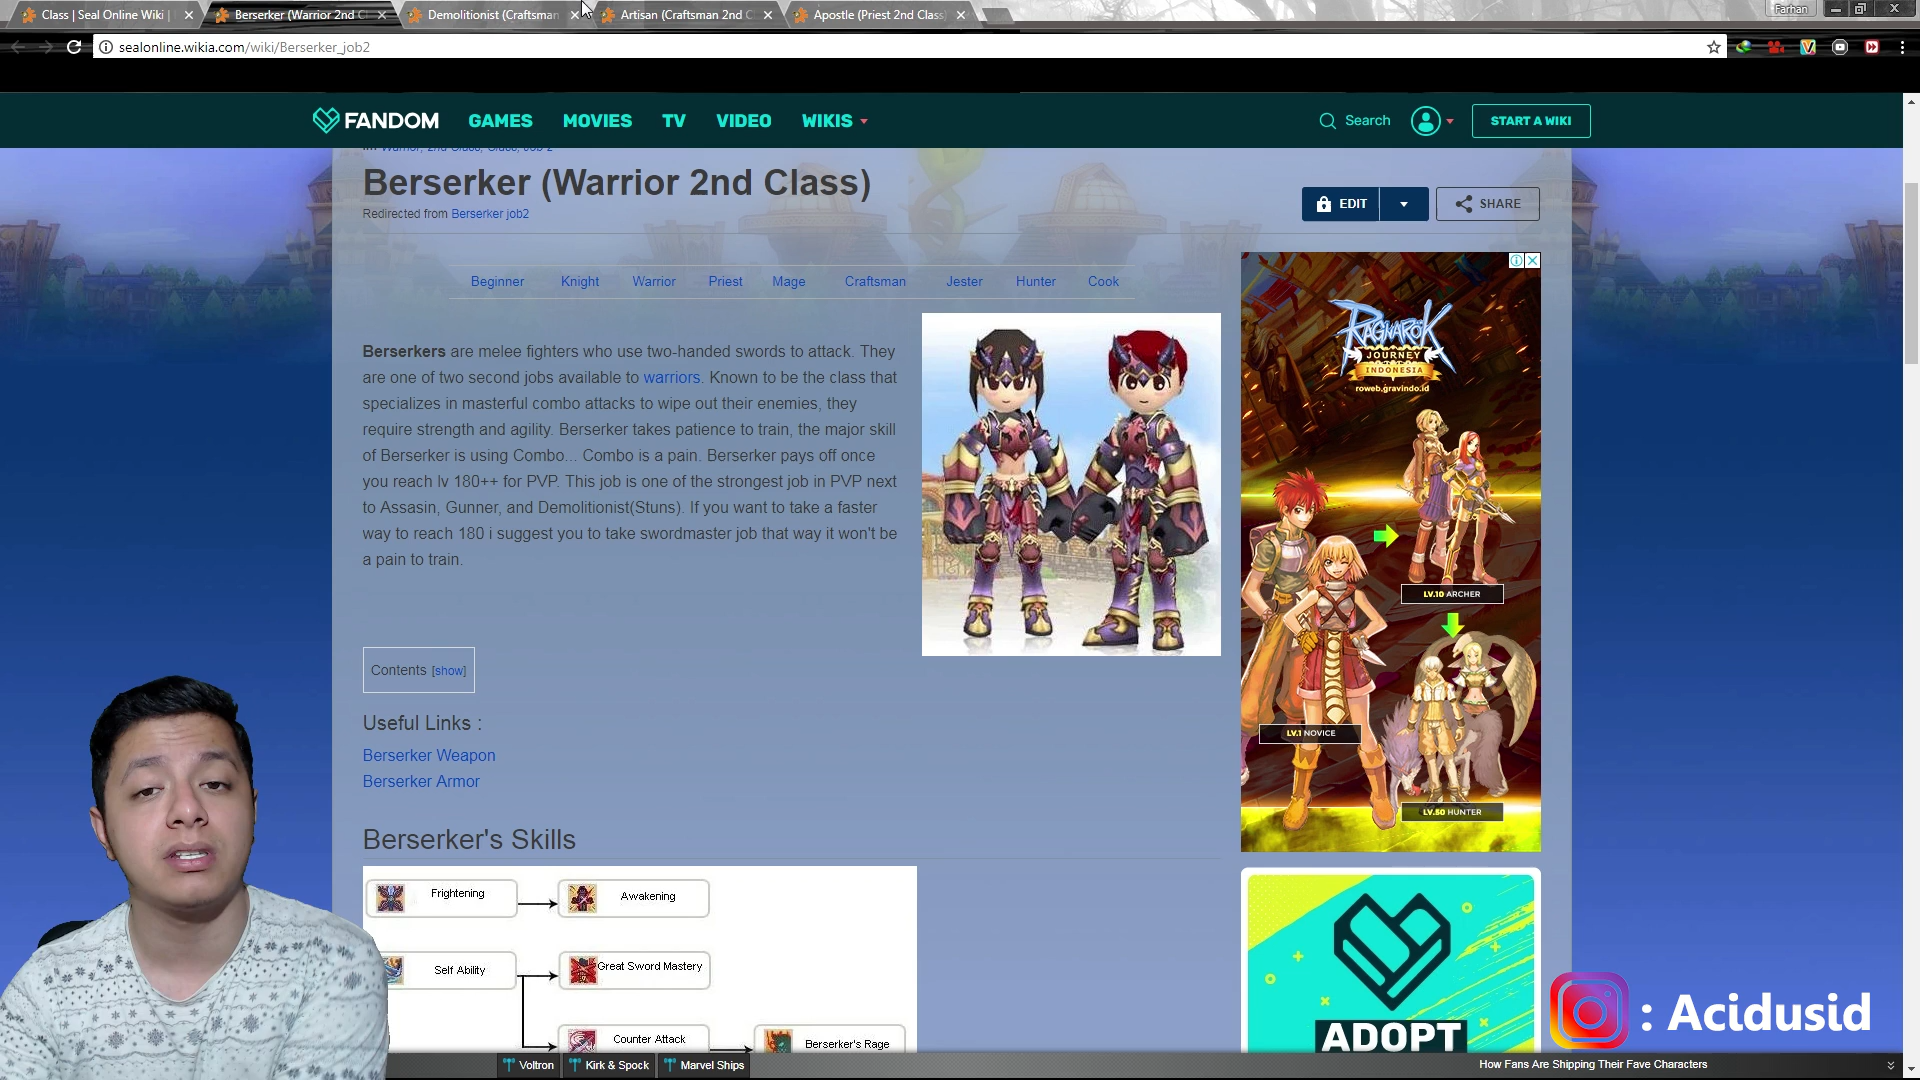 Class | Seal Online Wiki |
Berserker (Warrior 2nd Cl
Demolitionist (Craftsman
Artisan (Craftsman 2nd C
Apostle (Priest 2nd Class)
Farhan
sealonline.wikia.com/wiki/Berserker_job2
FANDOM
GAMES
MOVIES
TV
VIDEO
WIKIS
Search
START A WIKI
Warrior, 2nd Class, Class, Job 2
Berserker (Warrior 2nd Class)
Redirected from Berserker job2
EDIT
SHARE
Beginner
Knight
Warrior
Priest
Mage
Craftsman
Jester
Hunter
Cook
Berserkers are melee fighters who use two-handed swords to attack. They
are one of two second jobs available to warriors. Known to be the class that
specializes in masterful combo attacks to wipe out their enemies, they
require strength and agility. Berserker takes patience to train, the major skill
of Berserker is using Combo... Combo is a pain. Berserker pays off once
you reach lv 180++ for PVP. This job is one of the strongest job in PVP next
to Assasin, Gunner, and Demolitionist(Stuns). If you want to take a faster
way to reach 180 i suggest you to take swordmaster job that way it won't be
a pain to train.
RAGNARÖK
JOURNEY
INDONESIA
roweb.gravindo.id
LV.10 ARCHER
LV.1 NOVICE
LV.50 HUNTER
Contents [show]
Useful Links :
Berserker Weapon
Berserker Armor
Berserker's Skills
Frightening
Awakening
Self Ability
Great Sword Mastery
Counter Attack
Berserker's Rage
ADOPT
: Acidusid
Voltron
Kirk & Spock
Marvel Ships
How Fans Are Shipping Their Fave Characters